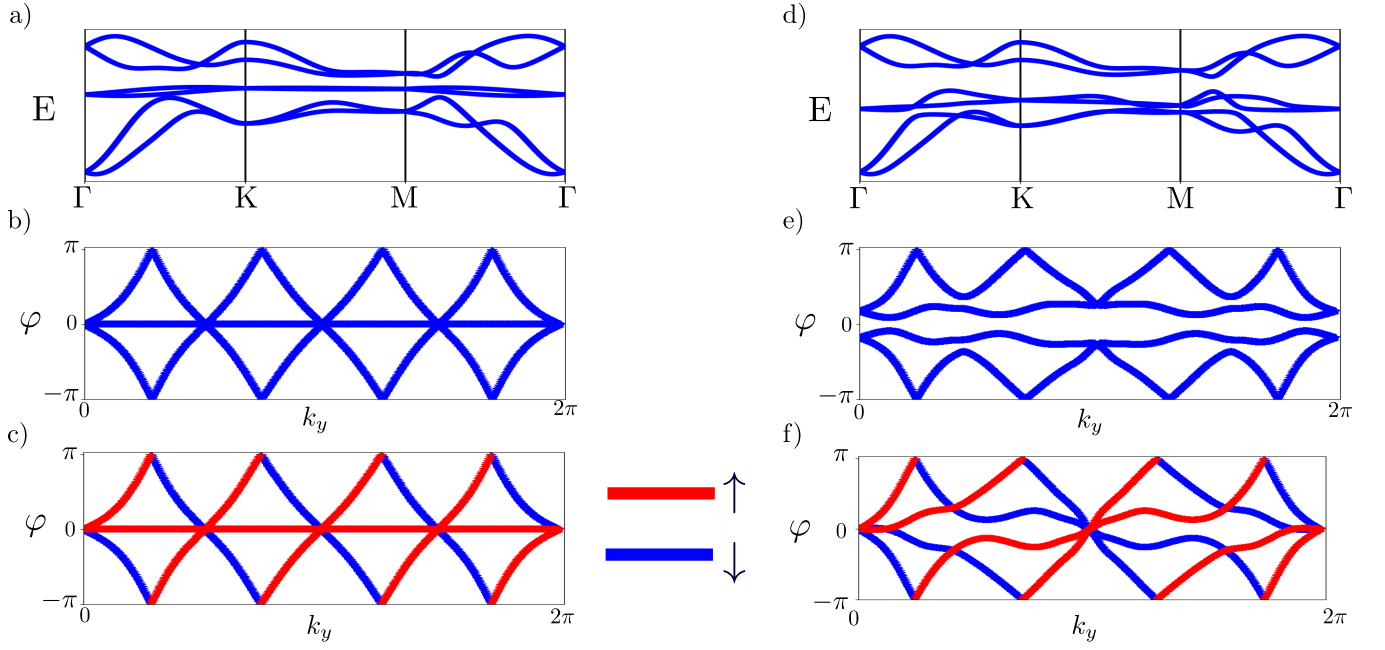 a)
E
Γ K M Γ
b)
π
φ 0
−π
0 k_y 2π
c)
π
φ 0
−π
0 k_y 2π
↑
↓
d)
E
Γ K M Γ
e)
π
φ 0
−π
0 k_y 2π
f)
π
φ 0
−π
0 k_y 2π